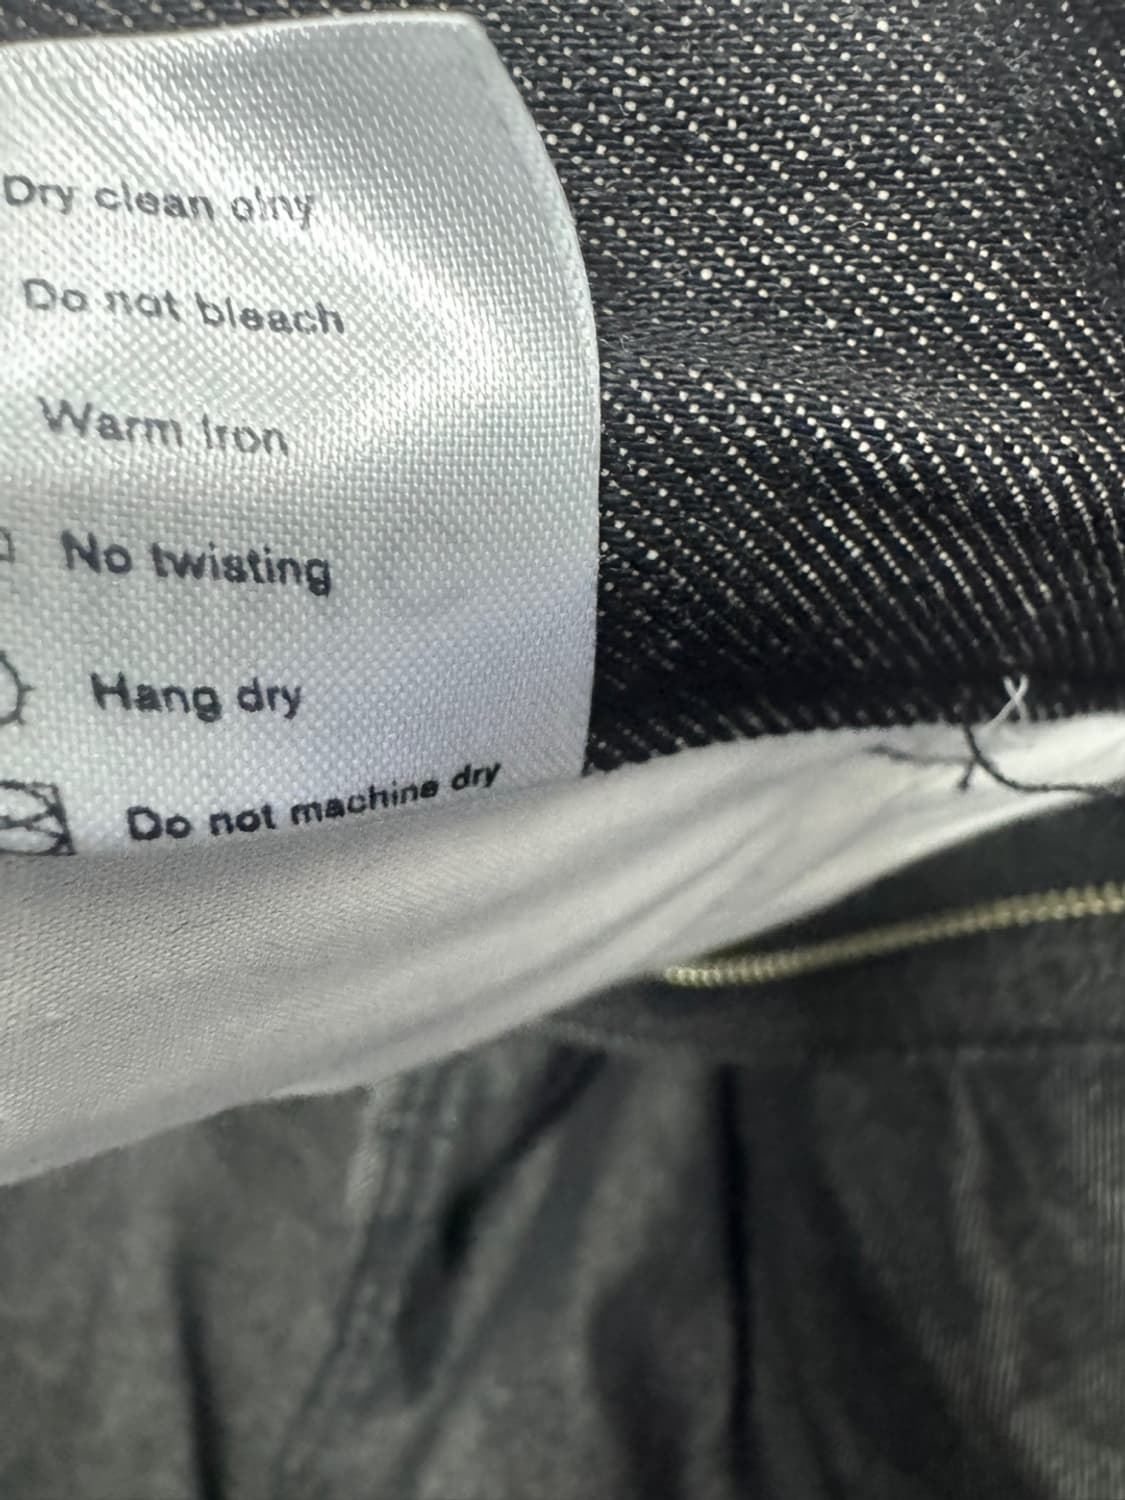 Dry clean olny
Do not bleach
Warm Iron
No twisting
Hang dry
Do not machine dry